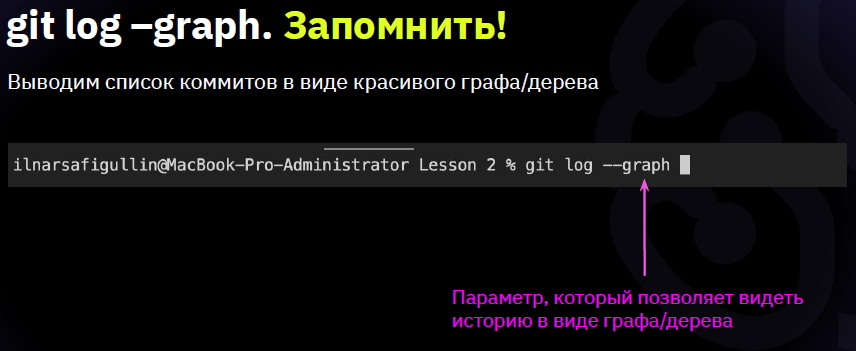 git log –graph. Запомнить!
Выводим список коммитов в виде красивого графа/дерева
ilnarsafigullin@MacBook-Pro-Administrator Lesson 2 % git log --graph
Параметр, который позволяет видеть
историю в виде графа/дерева